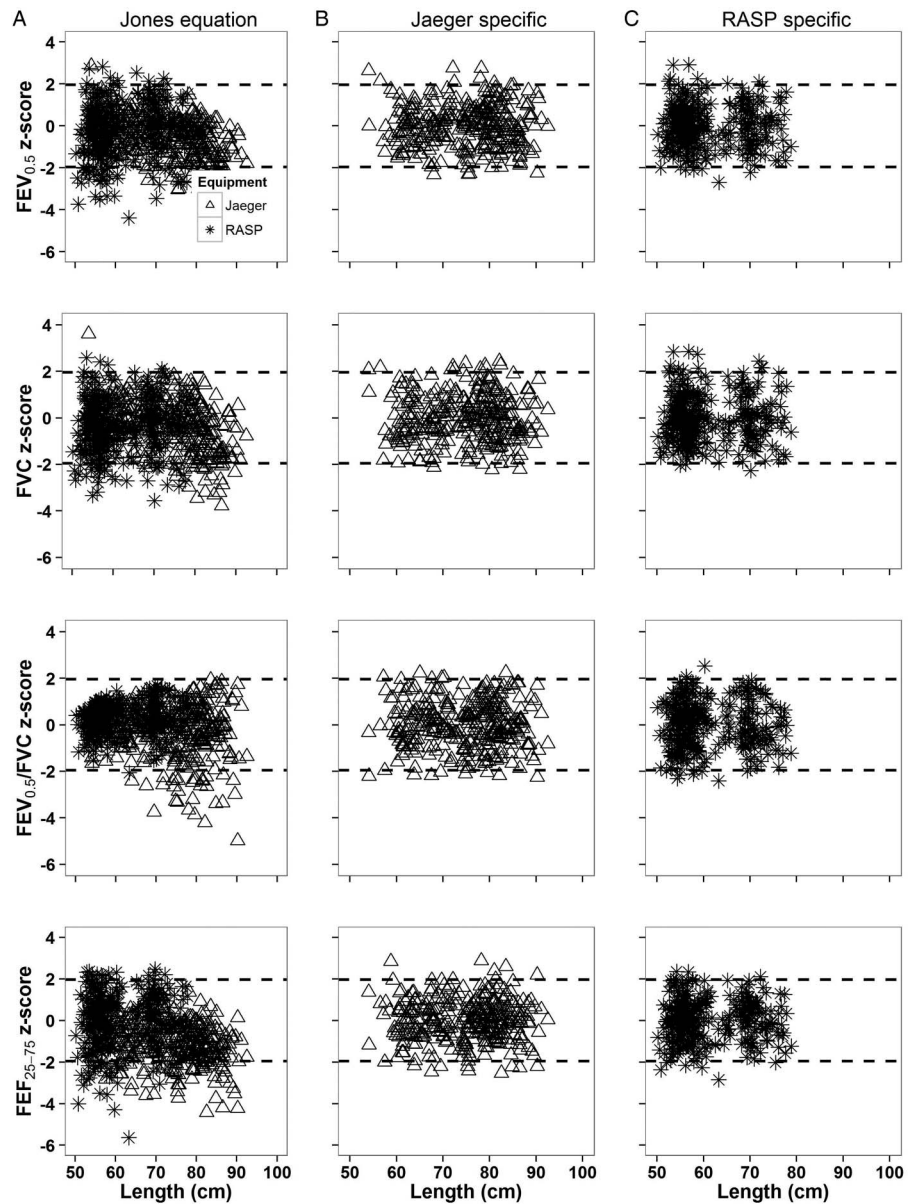 A Jones equation
B Jaeger specific
C RASP specific
FEV0.5 z-score
4
2
0
-2
-4
-6
Equipment
Jaeger
RASP
FVC z-score
4
2
0
-2
-4
-6
FEV0.5/FVC z-score
4
2
0
-2
-4
-6
FEF25–75 z-score
4
2
0
-2
-4
-6
50 60 70 80 90 100
Length (cm)
50 60 70 80 90 100
Length (cm)
50 60 70 80 90 100
Length (cm)